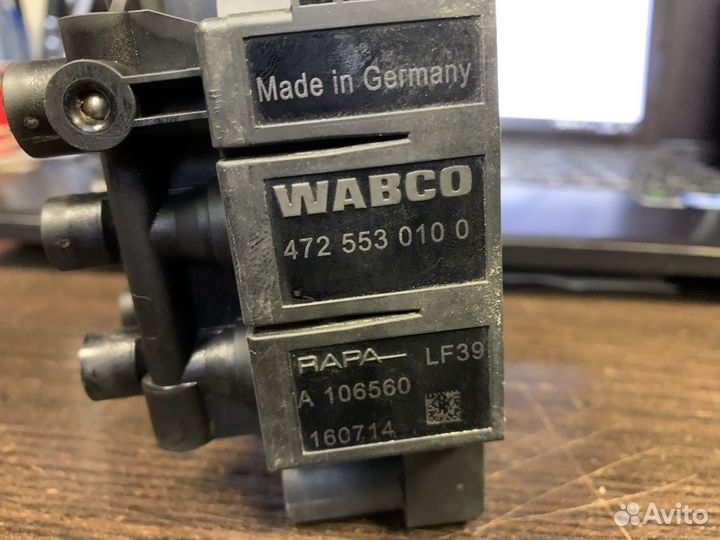 Made in Germany
WABCO
472 553 010 0
RAPA LF39
A 106560
160714
Avito